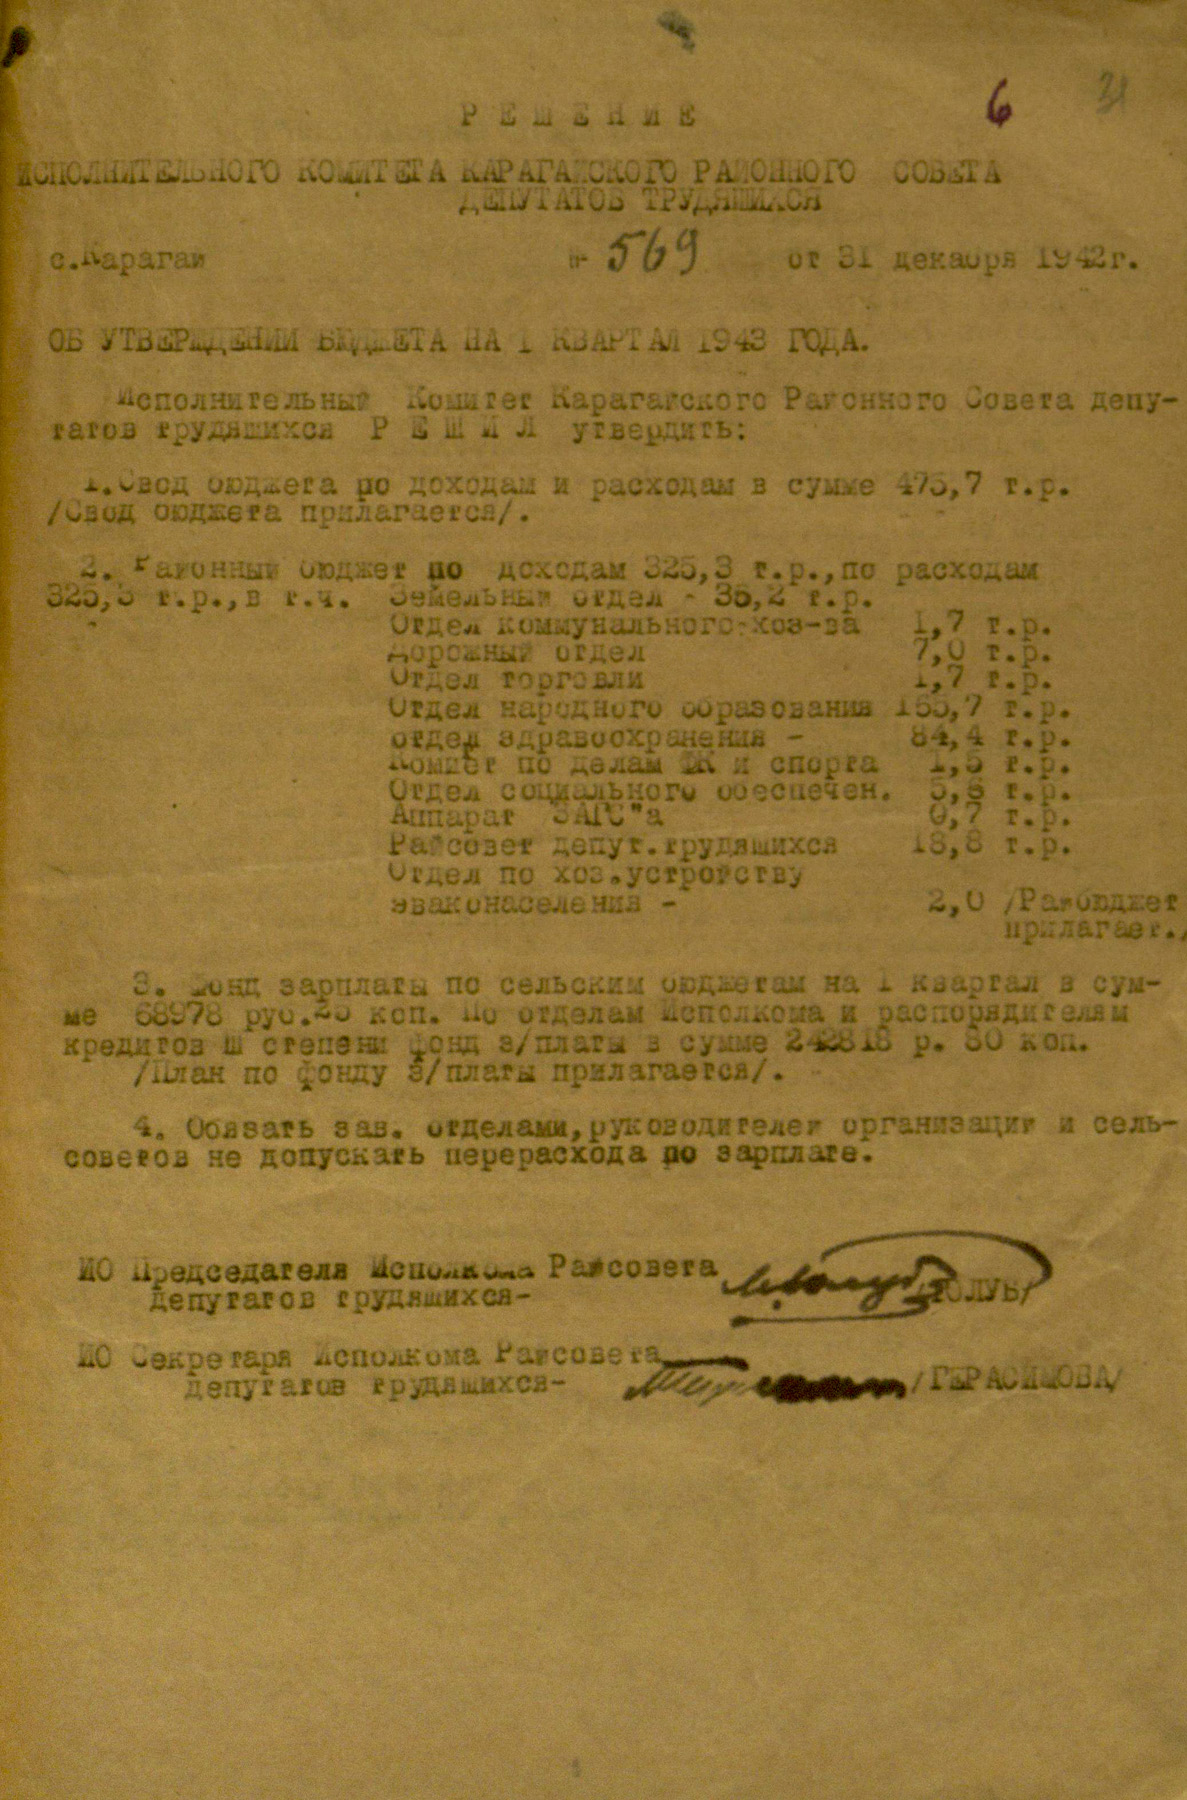 6 31
РЕШЕНИЕ
ИСПОЛНИТЕЛЬНОГО КОМИТЕТА КАРАГАЙСКОГО РАЙОННОГО СОВЕТА
ДЕПУТАТОВ ТРУДЯЩИХСЯ
с.Карагай № 569 от 31 декабря 1942г.
ОБ УТВЕРЖДЕНИИ БЮДЖЕТА НА 1 КВАРТАЛ 1943 ГОДА.
Исполнительный Комитет Карагайского Районного Совета депу-
татов трудящихся Р Е Ш И Л утвердить:
1.Свод бюджета по доходам и расходам в сумме 475,7 т.р.
/Свод бюджета прилагается/.
2. Районный бюджет по доходам 325,3 т.р.,по расходам
325,3 т.р.,в т.ч. Земельный отдел - 35,2 т.р.
Отдел коммунального хоз-ва 1,7 т.р.
Дорожный отдел 7,0 т.р.
Отдел торговли 1,7 т.р.
Отдел народного образования т.р.
отдел здравоохранения - 84,4 т.р.
Комитет по делам ФК и спорта 1,5 т.р.
Отдел социального обеспечен. т.р.
Аппарат ЗАГС"а 0,7 т.р.
Райсовет депут.трудящихся 18,8 т.р.
Отдел по хоз.устройству
эваконаселения - 2,0 /Райбюджет
прилагает./
3. Фонд зарплаты по сельским бюджетам на 1 квартал в сум-
ме 68978 руб.25 коп. По отделам Исполкома и распорядителям
кредитов Ш степени фонд з/платы в сумме 242818 р. 80 коп.
/План по фонду з/платы прилагается/.
4. Обязать зав. отделами,руководителей организаций и сель-
советов не допускать перерасхода по зарплате.
ИО Председателя Исполкома Райсовета
депутатов трудящихся- /ГОЛУБ/
ИО Секретаря Исполкома Райсовета
депутатов трудящихся- /ГЕРАСИМОВА/